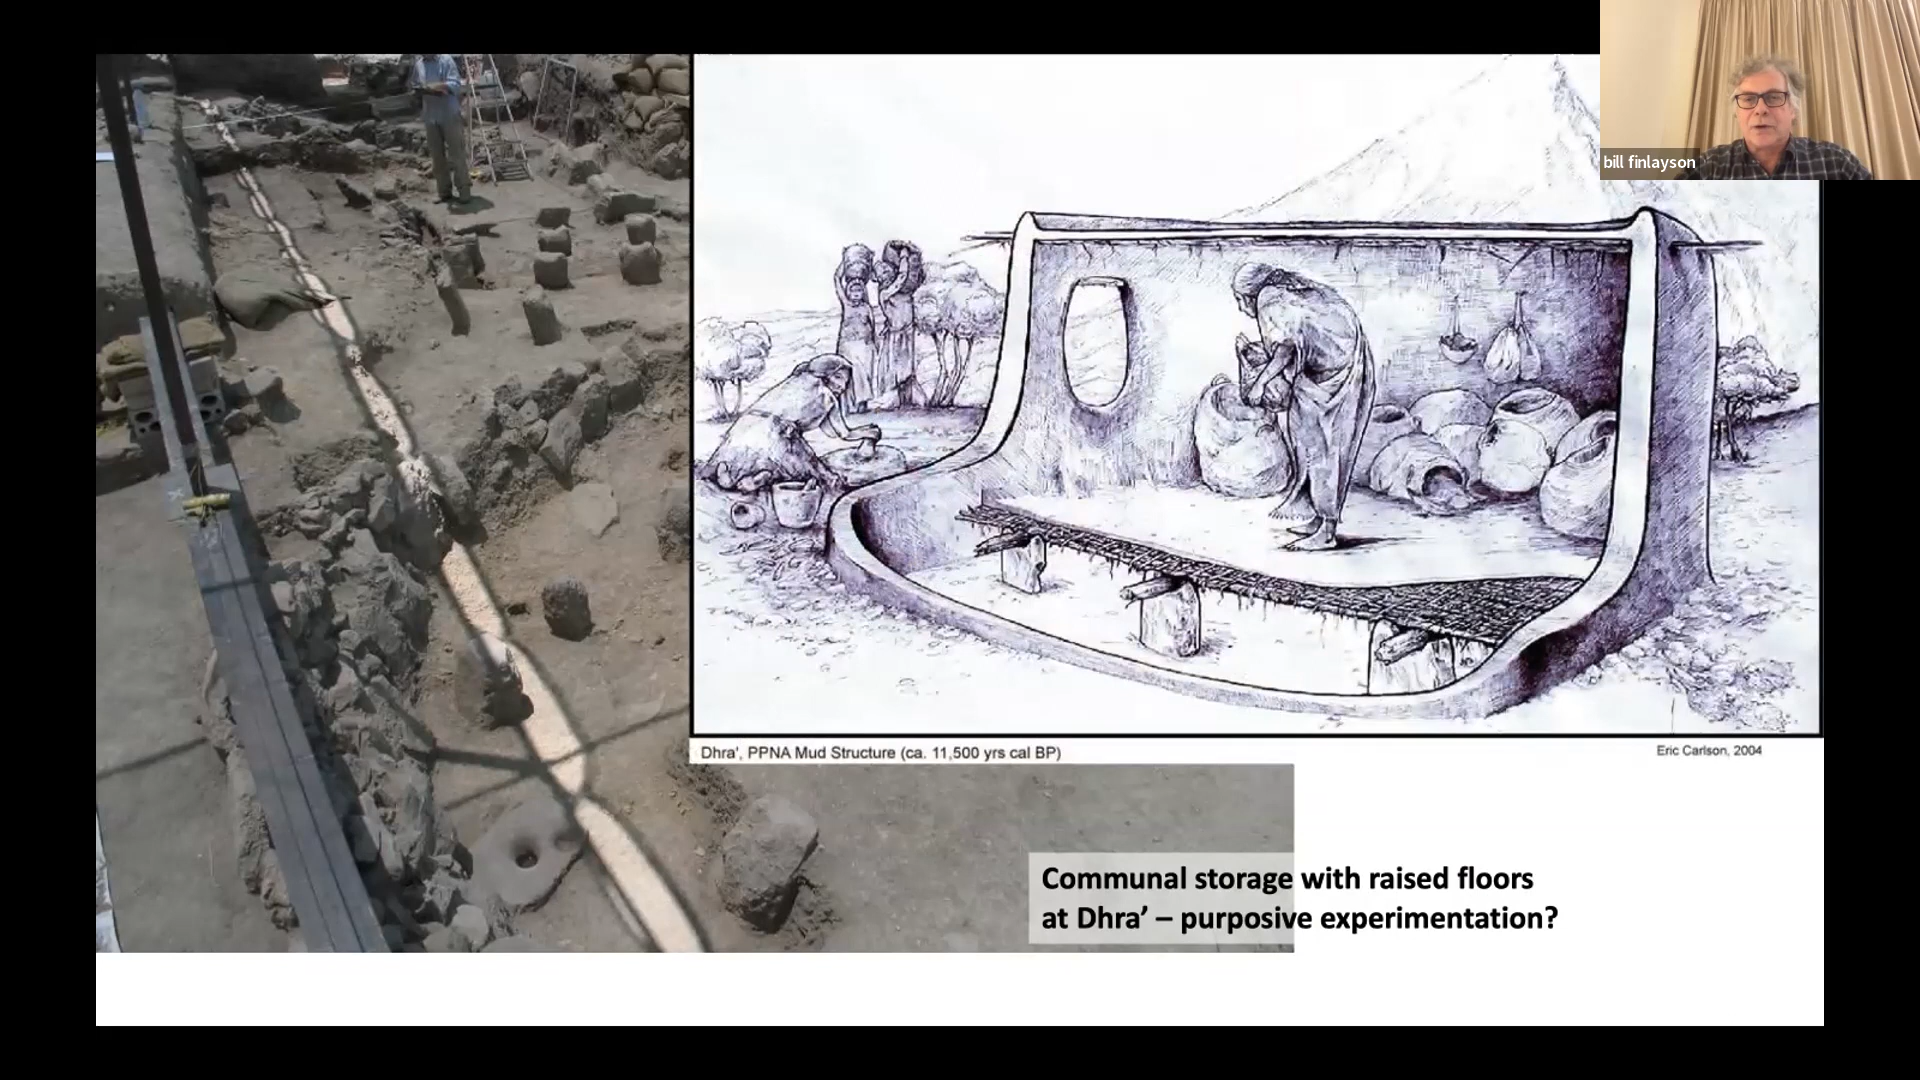 bill finlayson
Dhra', PPNA Mud Structure (ca. 11,500 yrs cal BP)
Eric Carlson, 2004
Communal storage with raised floors
at Dhra’ – purposive experimentation?